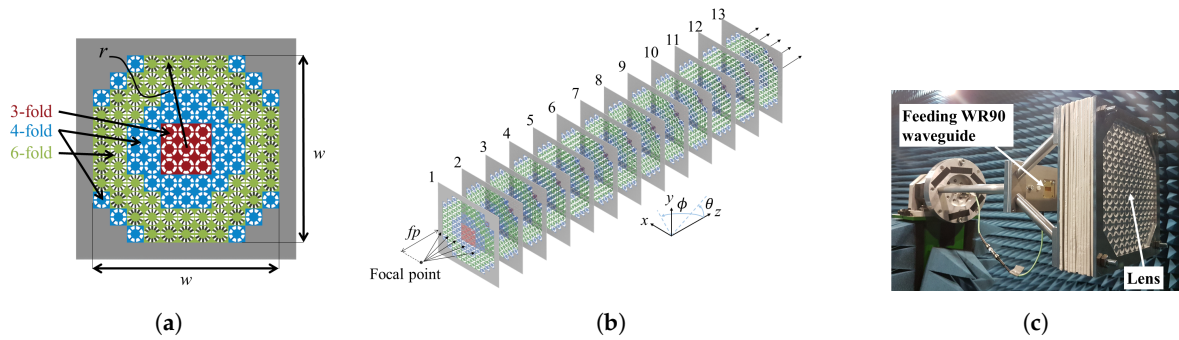 r
3-fold
4-fold
6-fold
w
w
(a)
1
2
3
4
5
6
7
8
9
10
11
12
13
fp
Focal point
x
y
z
ϕ
θ
(b)
Feeding WR90
waveguide
Lens
(c)